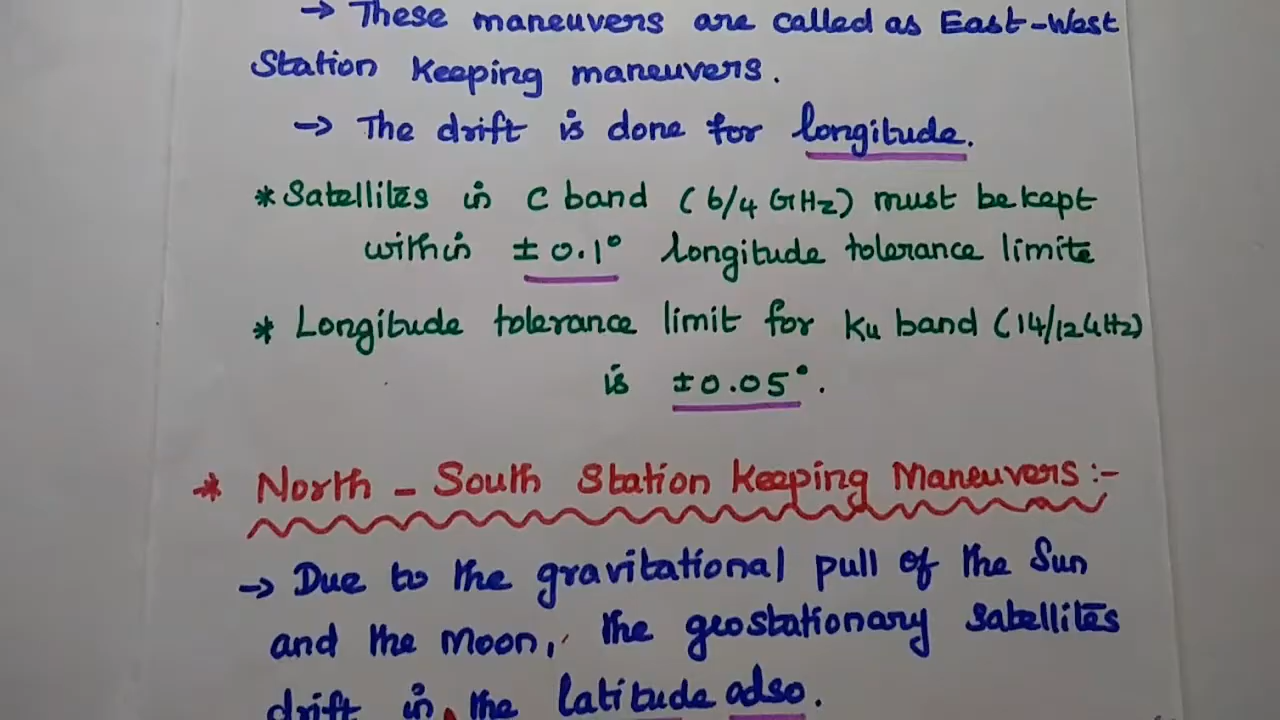 → These maneuvers are called as East-West
Station Keeping maneuvers.
→ The drift is done for longitude.
* Satellites in C band (6/4 GHz) must be kept
within ±0.1° longitude tolerance limite
* Longitude tolerance limit for Ku band (14/12GHz)
is ±0.05°.
* North - South Station Keeping Maneuvers:-
→ Due to the gravitational pull of the Sun
and the Moon, the geostationary satellites
drift in the latitude also.